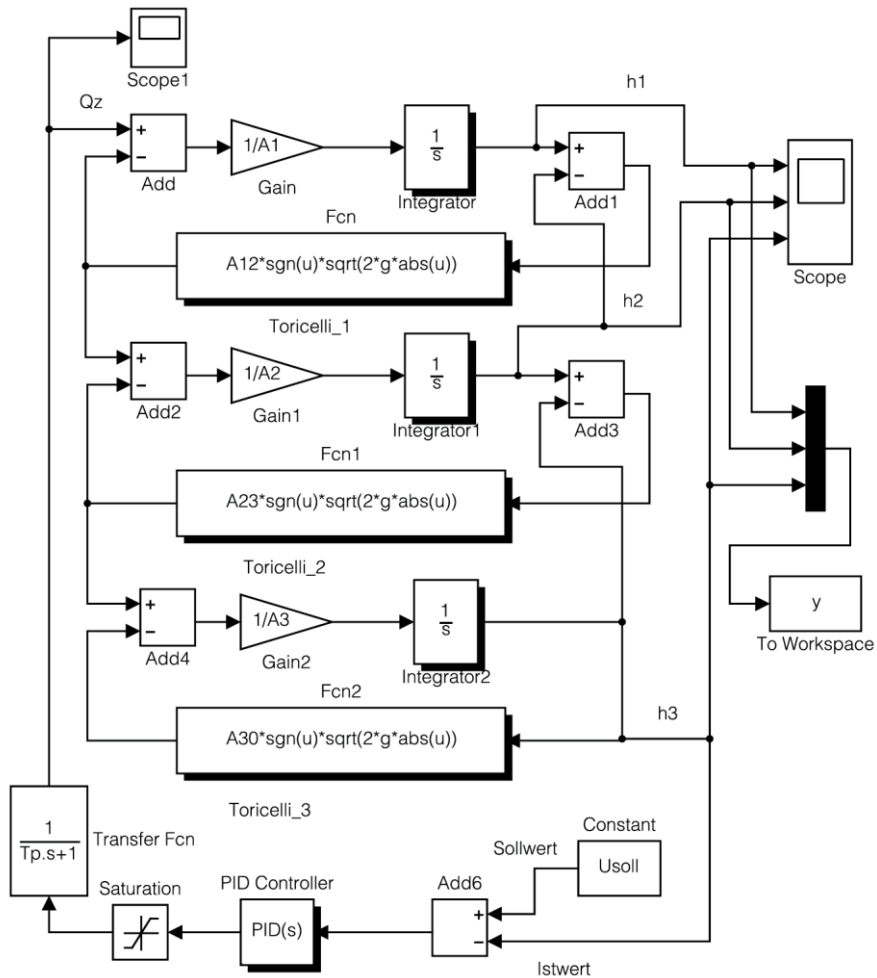 Scope1
Qz
h1
+
−
Add
1/A1
Gain
1
s
Integrator
+
−
Add1
Scope
Fcn
A12*sgn(u)*sqrt(2*g*abs(u))
Toricelli_1
h2
+
−
Add2
1/A2
Gain1
1
s
Integrator1
+
−
Add3
Fcn1
A23*sgn(u)*sqrt(2*g*abs(u))
Toricelli_2
+
−
Add4
1/A3
Gain2
1
s
Integrator2
y
To Workspace
Fcn2
A30*sgn(u)*sqrt(2*g*abs(u))
Toricelli_3
h3
1
Tp.s+1
Transfer Fcn
Constant
Usoll
Sollwert
Saturation
PID Controller
PID(s)
Add6
+
−
Istwert